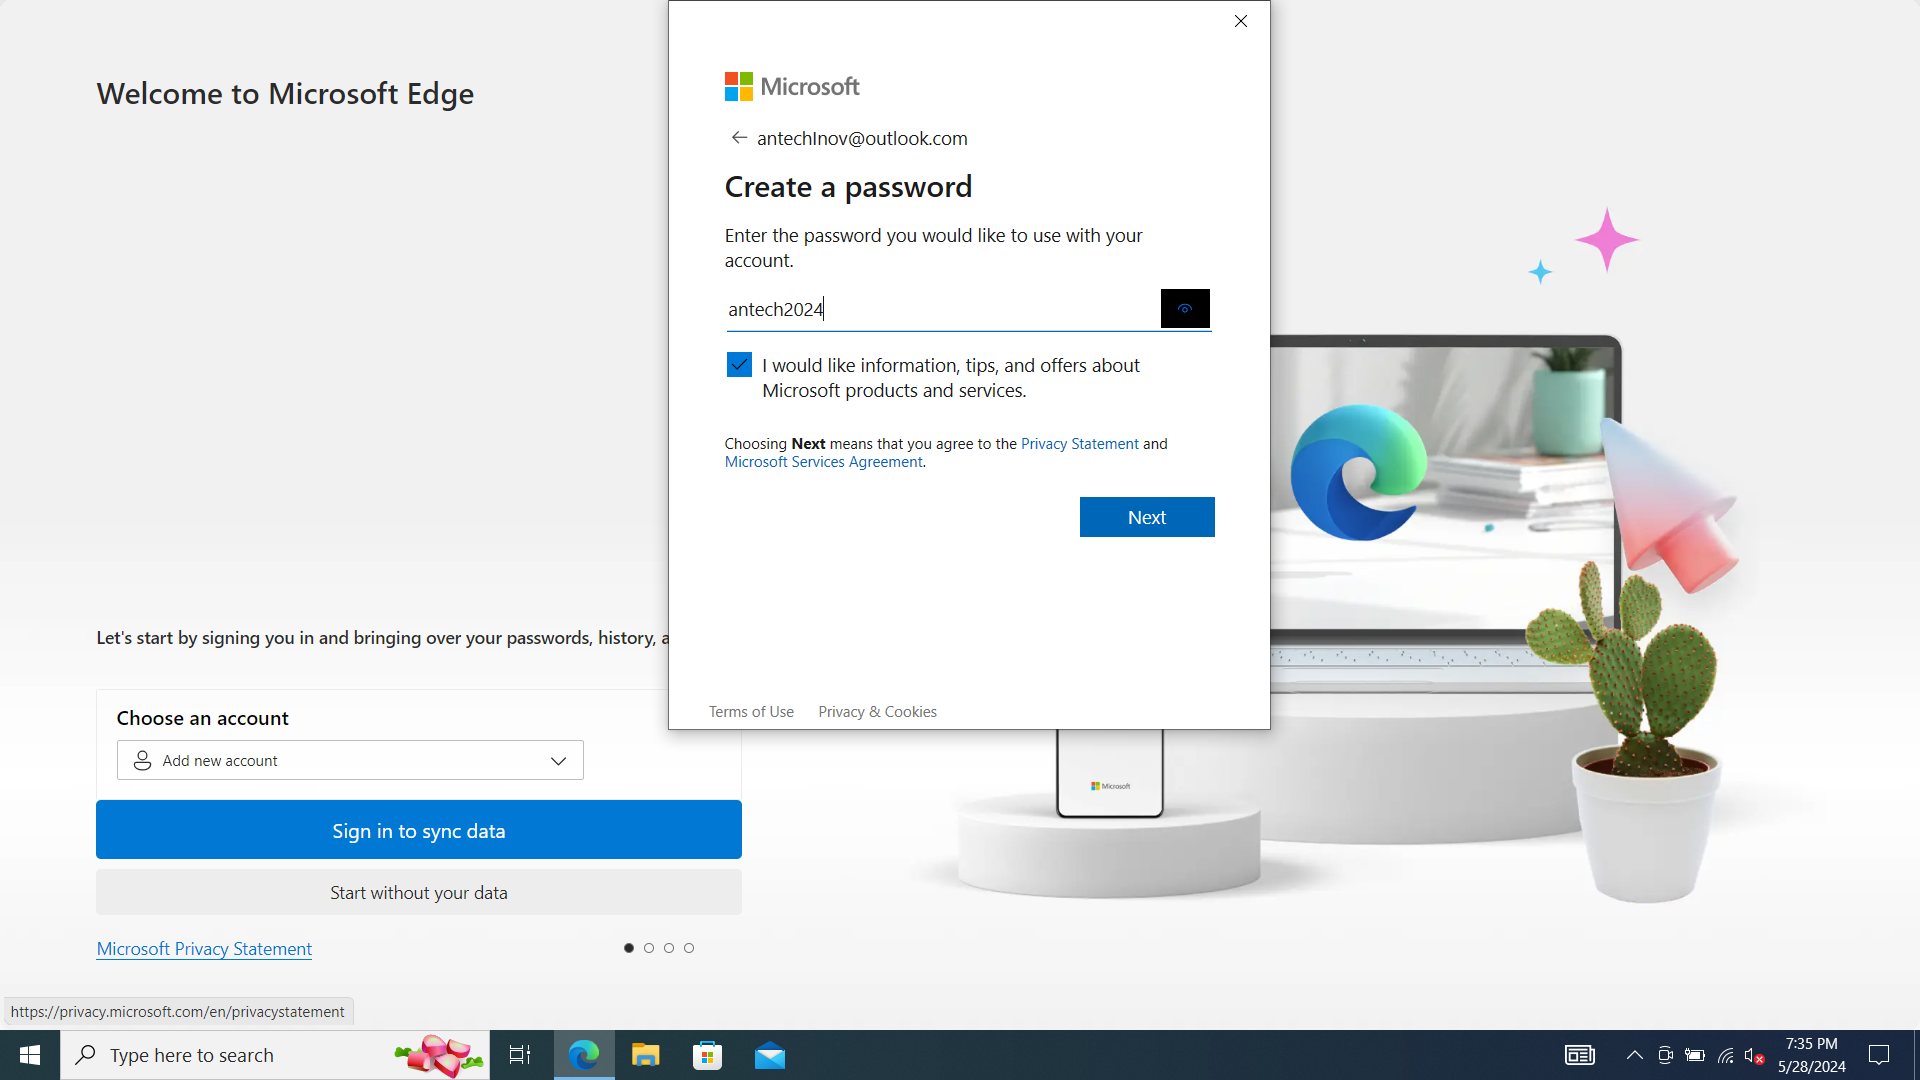 Welcome to Microsoft Edge
Microsoft
antechInov@outlook.com
Create a password
Enter the password you would like to use with your
account.
antech2024
I would like information, tips, and offers about
Microsoft products and services.
Choosing Next means that you agree to the Privacy Statement and
Microsoft Services Agreement.
Next
Terms of Use
Privacy & Cookies
Let's start by signing you in and bringing over your passwords, history, a
Choose an account
Add new account
Sign in to sync data
Start without your data
Microsoft Privacy Statement
Microsoft
https://privacy.microsoft.com/en/privacystatement
Type here to search
7:35 PM
5/28/2024